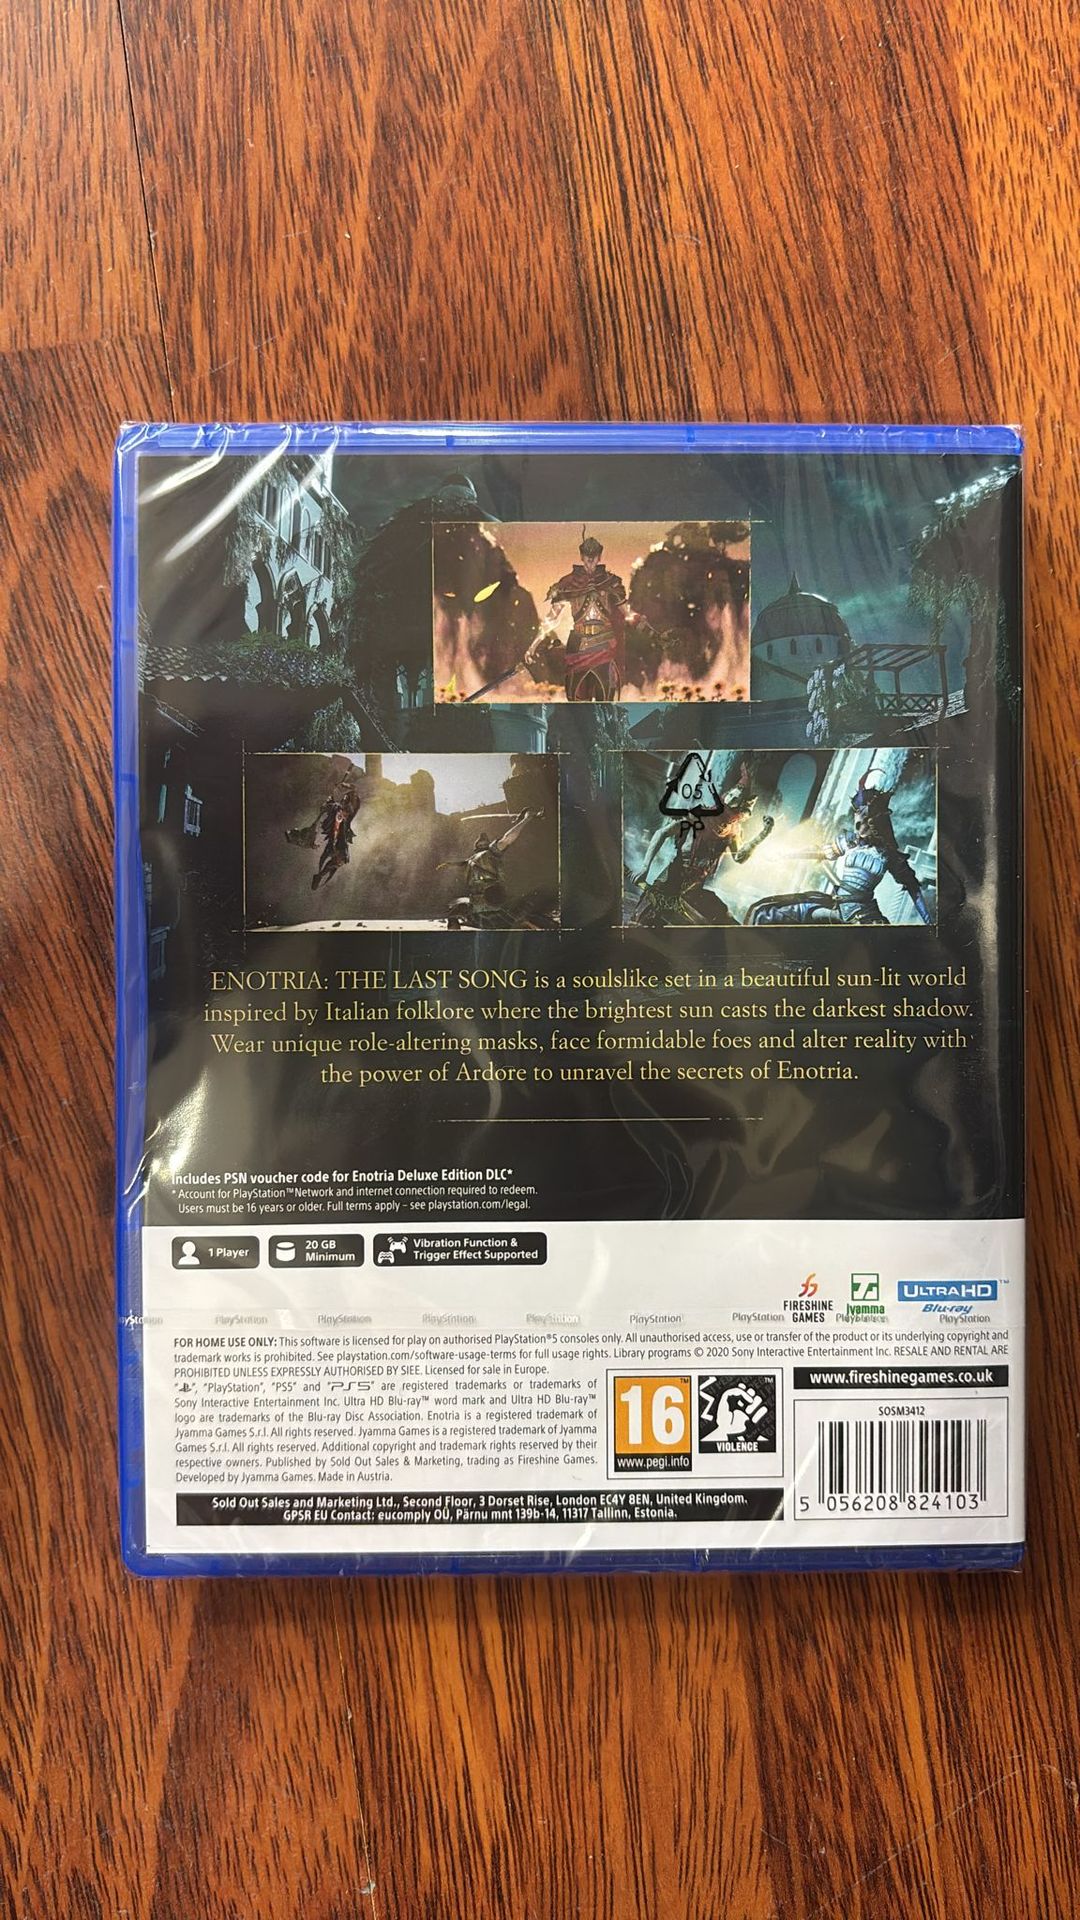 05
PP
ENOTRIA: THE LAST SONG is a soulslike set in a beautiful sun-lit world
inspired by Italian folklore where the brightest sun casts the darkest shadow.
Wear unique role-altering masks, face formidable foes and alter reality with
the power of Ardore to unravel the secrets of Enotria.
Includes PSN voucher code for Enotria Deluxe Edition DLC*
* Account for PlayStation™Network and internet connection required to redeem.
Users must be 16 years or older. Full terms apply – see playstation.com/legal.
1 Player
20 GB
Minimum
Vibration Function &
Trigger Effect Supported
FIRESHINE
GAMES
Jyamma
ULTRA HD™
Blu-ray
PlayStation PlayStation PlayStation PlayStation PlayStation PlayStation PlayStation PlayStation
FOR HOME USE ONLY: This software is licensed for play on authorised PlayStation®5 consoles only. All unauthorised access, use or transfer of the product or its underlying copyright and
trademark works is prohibited. See playstation.com/software-usage-terms for full usage rights. Library programs © 2020 Sony Interactive Entertainment Inc. RESALE AND RENTAL ARE
PROHIBITED UNLESS EXPRESSLY AUTHORISED BY SIEE. Licensed for sale in Europe.
" ", "PlayStation", "PS5" and "PS5" are registered trademarks or trademarks of
Sony Interactive Entertainment Inc. Ultra HD Blu-ray™ word mark and Ultra HD Blu-ray™
logo are trademarks of the Blu-ray Disc Association. Enotria is a registered trademark of
Jyamma Games S.r.l. All rights reserved. Jyamma Games is a registered trademark of Jyamma
Games S.r.l. All rights reserved. Additional copyright and trademark rights reserved by their
respective owners. Published by Sold Out Sales & Marketing, trading as Fireshine Games.
Developed by Jyamma Games. Made in Austria.
16™
www.pegi.info
VIOLENCE
™
www.fireshinegames.co.uk
SOSM3412
5 056208 824103
Sold Out Sales and Marketing Ltd., Second Floor, 3 Dorset Rise, London EC4Y 8EN, United Kingdom.
GPSR EU Contact: eucomply OÜ, Pärnu mnt 139b-14, 11317 Tallinn, Estonia.